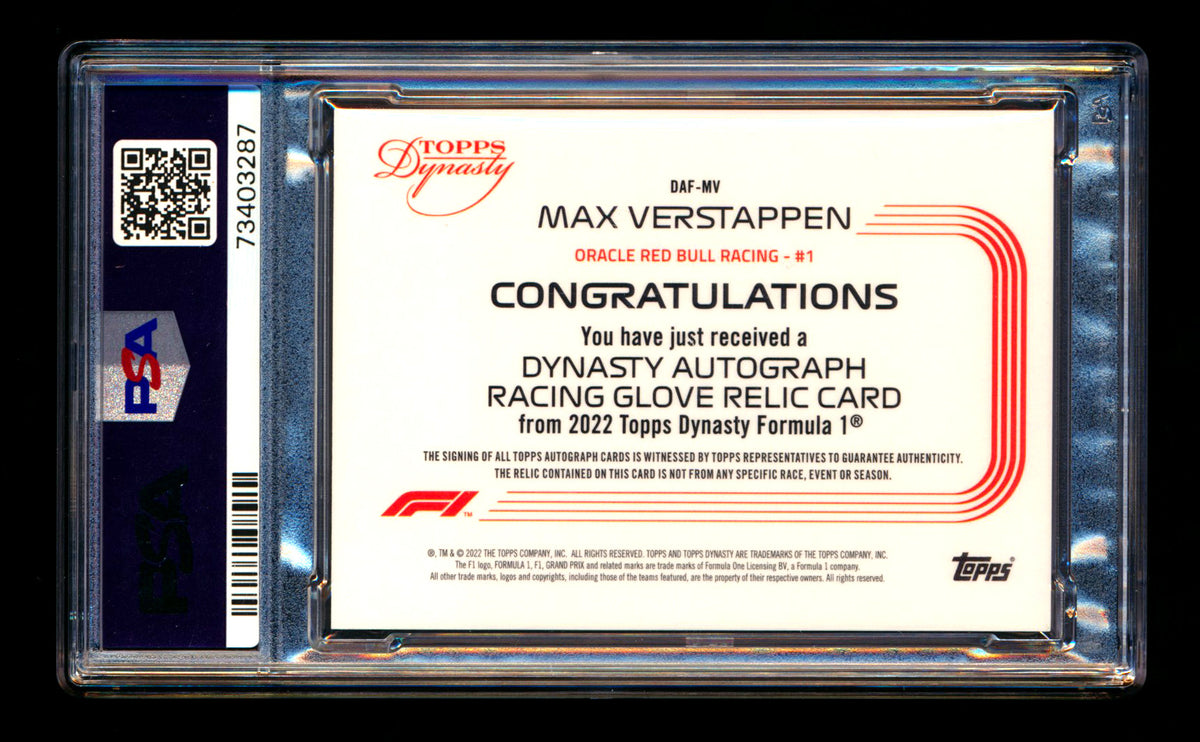 73403287
PSA
PSA
TOPPS
Dynasty
DAF-MV
MAX VERSTAPPEN
ORACLE RED BULL RACING - #1
CONGRATULATIONS
You have just received a
DYNASTY AUTOGRAPH
RACING GLOVE RELIC CARD
from 2022 Topps Dynasty Formula 1®
THE SIGNING OF ALL TOPPS AUTOGRAPH CARDS IS WITNESSED BY TOPPS REPRESENTATIVES TO GUARANTEE AUTHENTICITY.
THE RELIC CONTAINED ON THIS CARD IS NOT FROM ANY SPECIFIC RACE, EVENT OR SEASON.
F1™
®, TM & © 2022 THE TOPPS COMPANY, INC. ALL RIGHTS RESERVED. TOPPS AND TOPPS DYNASTY ARE TRADEMARKS OF THE TOPPS COMPANY, INC.
The F1 logo, FORMULA 1, F1, GRAND PRIX and related marks are trade marks of Formula One Licensing BV, a Formula 1 company.
All other trade marks, logos and copyrights, including those of the teams featured, are the property of their respective owners. All rights reserved.
topps®